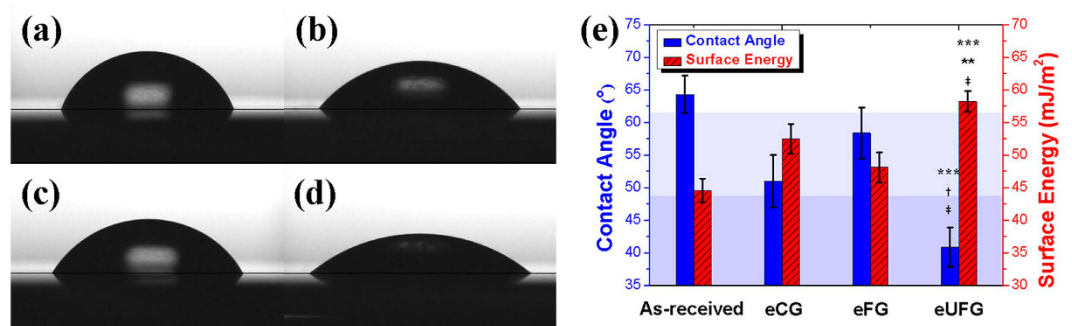 (a)
(b)
(c)
(d)
(e)
Contact Angle
Surface Energy
Contact Angle (°)
75
70
65
60
55
50
45
40
35
Surface Energy (mJ/m²)
70
65
60
55
50
45
40
35
30
***
**
‡
***
†
‡
As-received eCG eFG eUFG